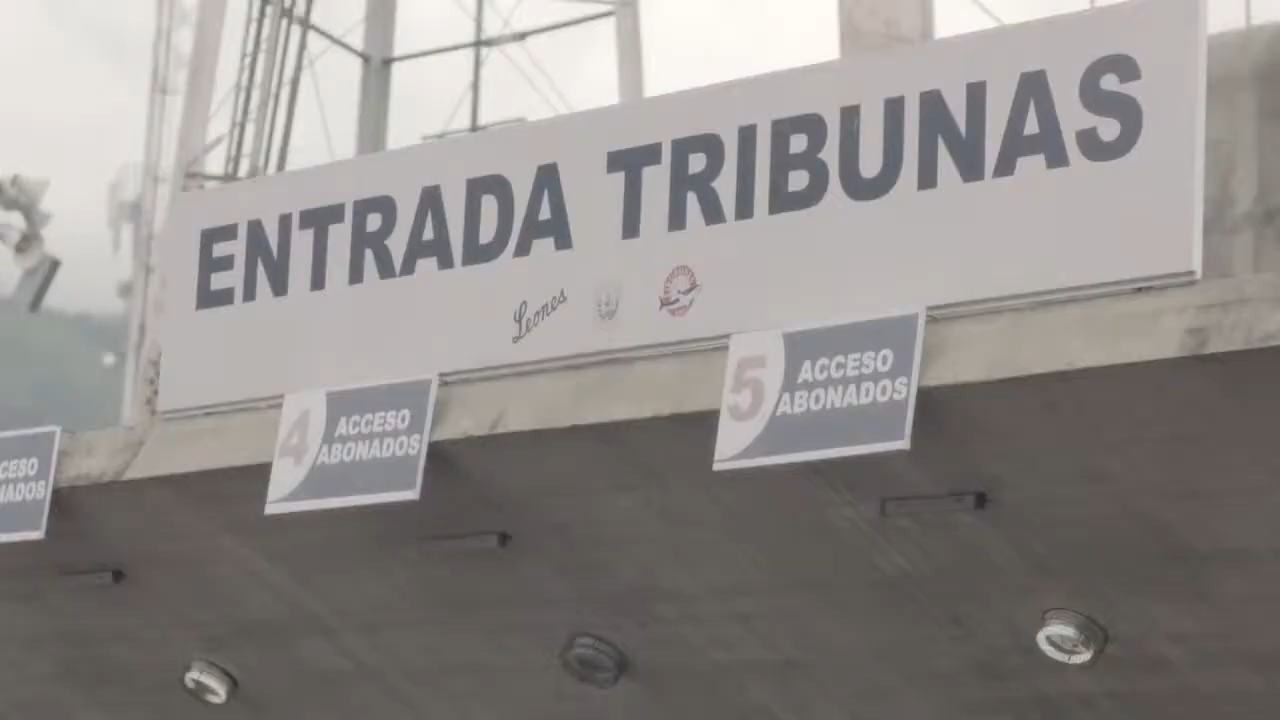 ENTRADA TRIBUNAS
Leones
4
ACCESO
ABONADOS
5
ACCESO
ABONADOS
CESO
NADOS